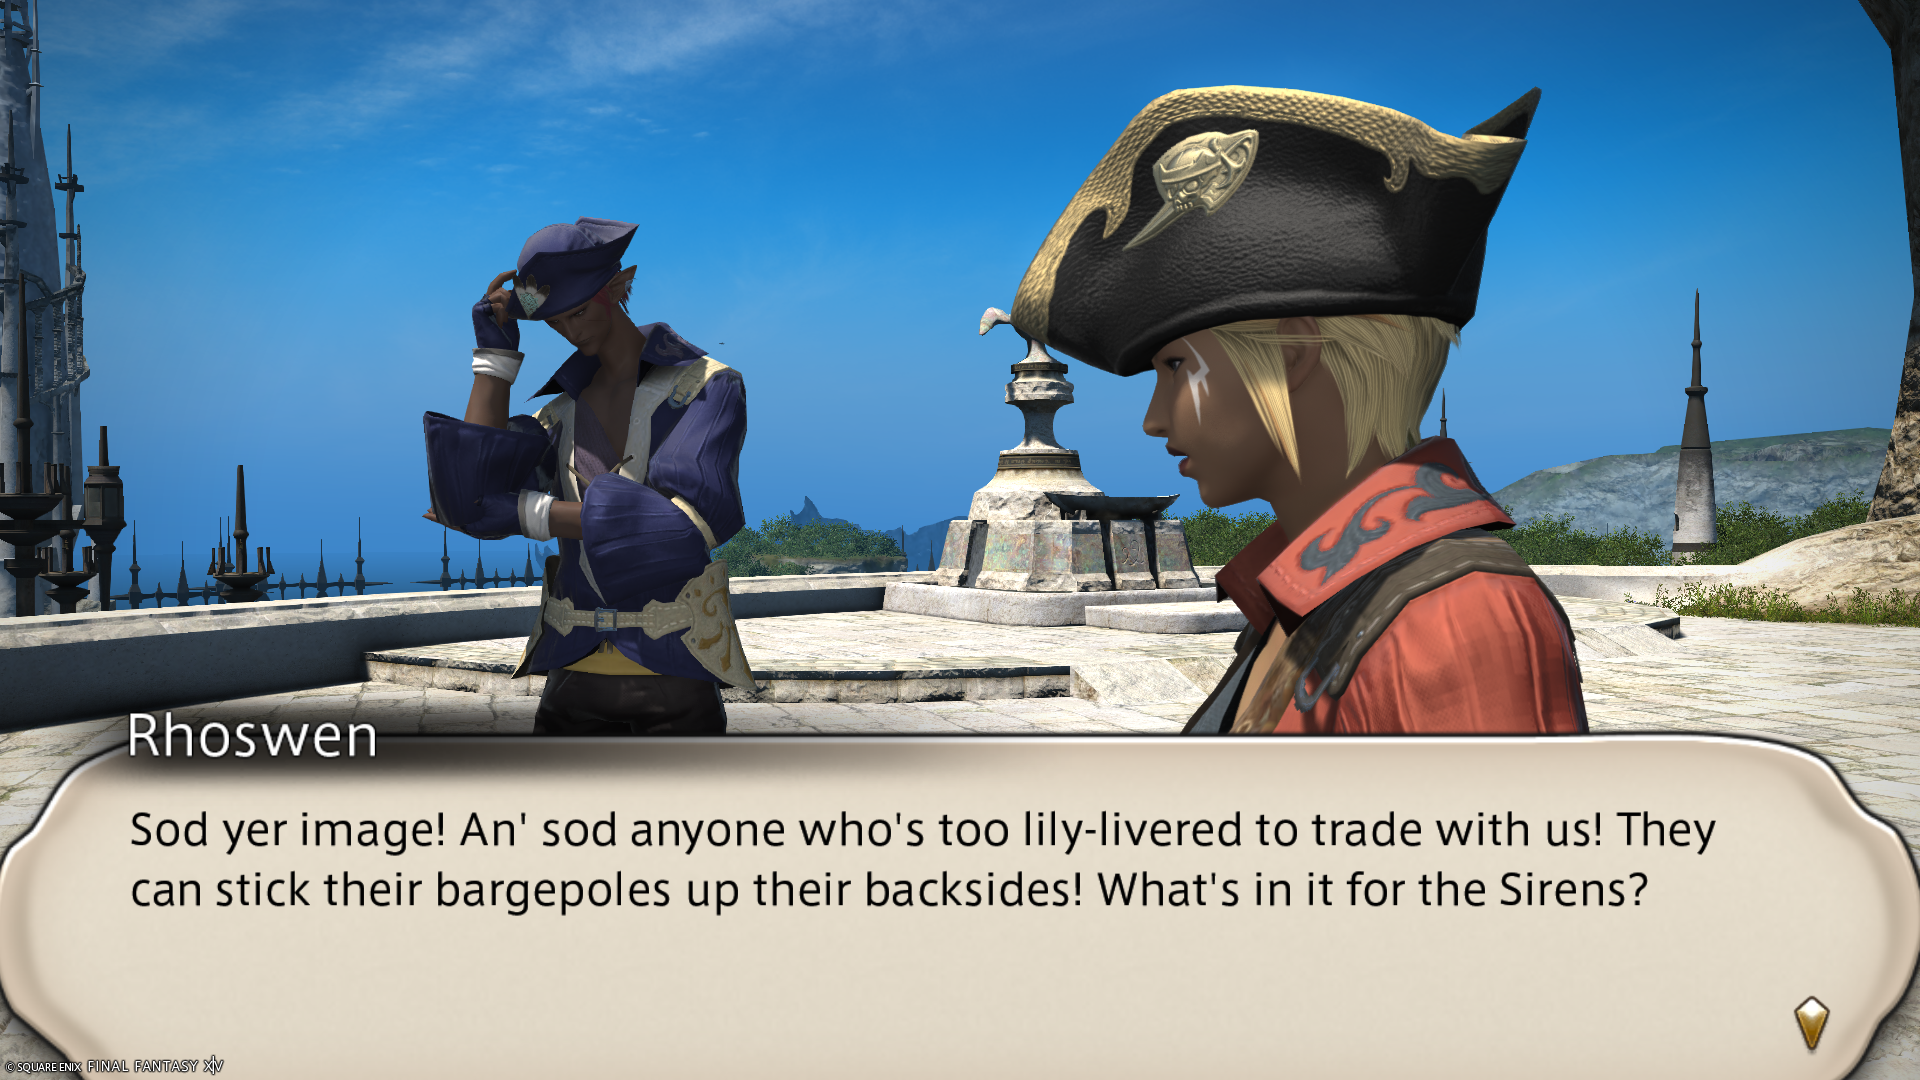 Rhoswen
Sod yer image! An' sod anyone who's too lily-livered to trade with us! They
can stick their bargepoles up their backsides! What's in it for the Sirens?
© SQUARE ENIX FINAL FANTASY XIV